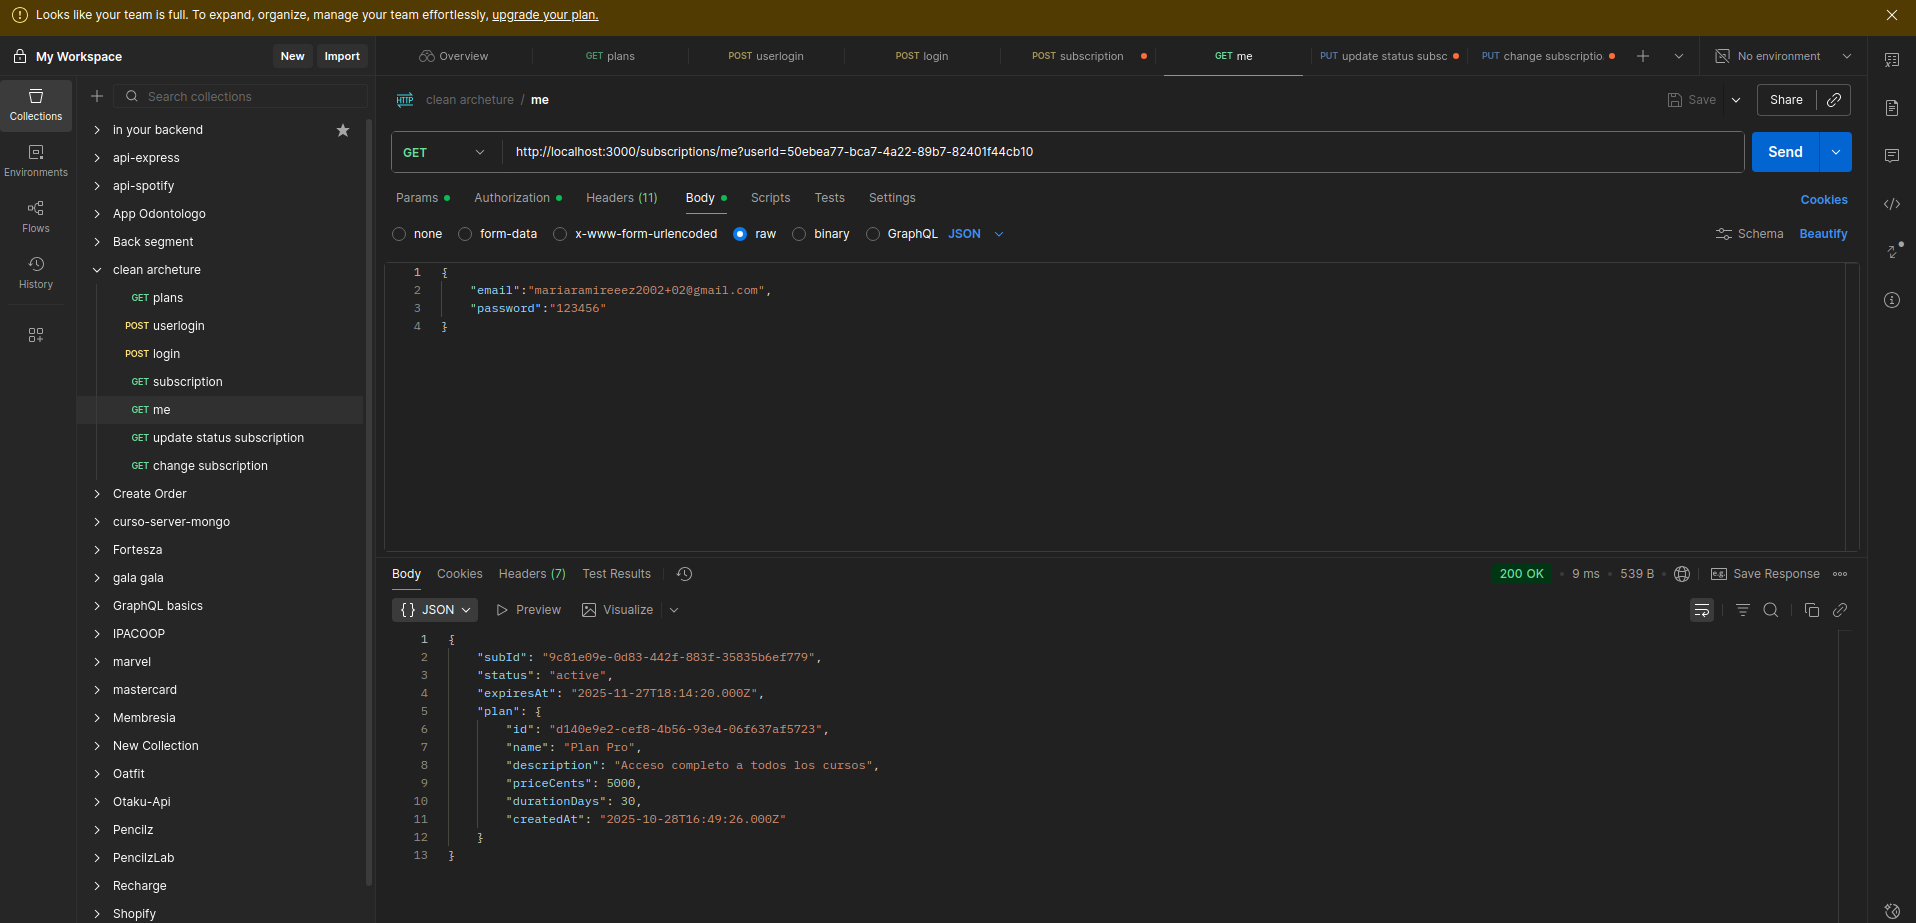 Looks like your team is full. To expand, organize, manage your team effortlessly, upgrade your plan.
My Workspace
New
Import
Overview
GET plans
POST userlogin
POST login
POST subscription
GET me
PUT update status subsc
PUT change subscriptio
No environment
Collections
Environments
Flows
History
Search collections
in your backend
api-express
api-spotify
App Odontologo
Back segment
clean archeture
GET plans
POST userlogin
POST login
GET subscription
GET me
GET update status subscription
GET change subscription
Create Order
curso-server-mongo
Fortesza
gala gala
GraphQL basics
IPACOOP
marvel
mastercard
Membresia
New Collection
Oatfit
Otaku-Api
Pencilz
PencilzLab
Recharge
Shopify
HTTP clean archeture / me
Save
Share
GET http://localhost:3000/subscriptions/me?userId=50ebea77-bca7-4a22-89b7-82401f44cb10
Send
Params Authorization Headers (11) Body Scripts Tests Settings
Cookies
none form-data x-www-form-urlencoded raw binary GraphQL JSON
Schema Beautify
1 {
2 "email":"mariaramireeez2002+02@gmail.com",
3 "password":"123456"
4 }
Body Cookies Headers (7) Test Results
200 OK • 9 ms • 539 B
e.g. Save Response
{} JSON Preview Visualize
1 {
2 "subId": "9c81e09e-0d83-442f-883f-35835b6ef779",
3 "status": "active",
4 "expiresAt": "2025-11-27T18:14:20.000Z",
5 "plan": {
6 "id": "d140e9e2-cef8-4b56-93e4-06f637af5723",
7 "name": "Plan Pro",
8 "description": "Acceso completo a todos los cursos",
9 "priceCents": 5000,
10 "durationDays": 30,
11 "createdAt": "2025-10-28T16:49:26.000Z"
12 }
13 }